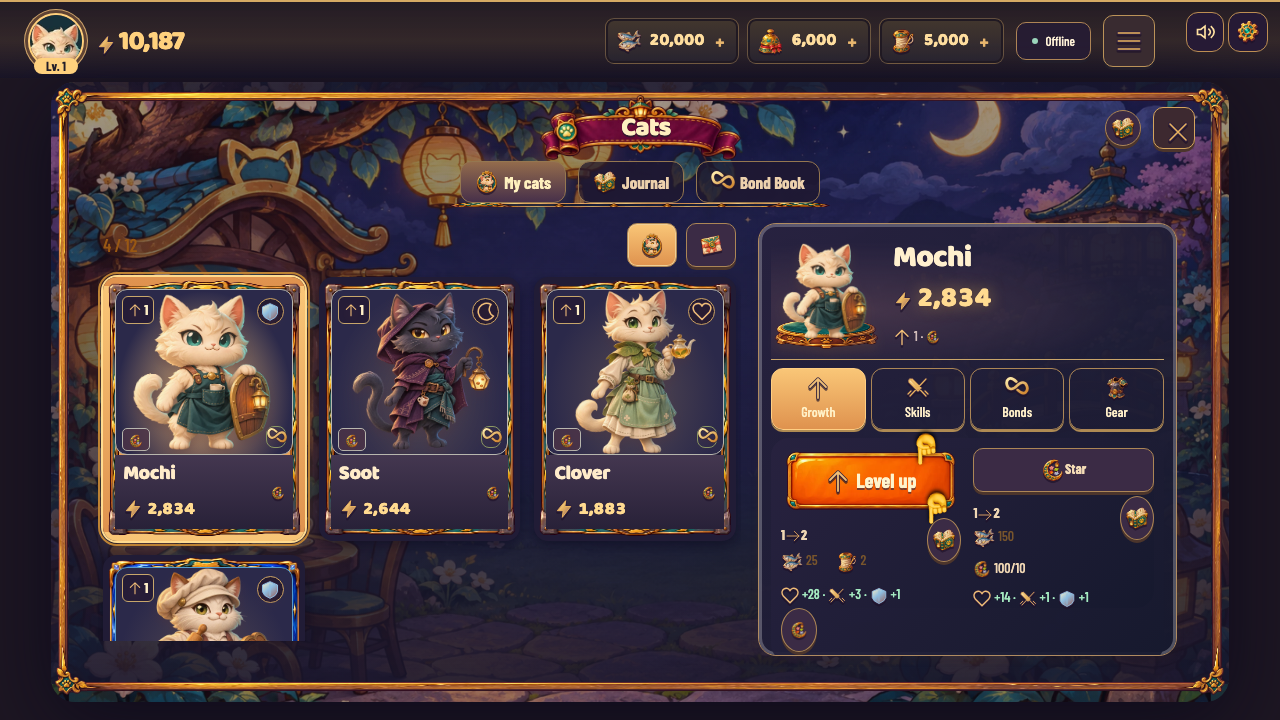 Lv. 1
10,187
20,000 +
6,000 +
5,000 +
Offline
Cats
My cats
Journal
Bond Book
4 / 12
1
Mochi
2,834
1
Soot
2,644
1
Clover
1,883
1
Mochi
2,834
1 ·
Growth
Skills
Bonds
Gear
Level up
1→2
25
2
+28 · +3 · +1
Star
1→2
150
100/10
+14 · +1 · +1